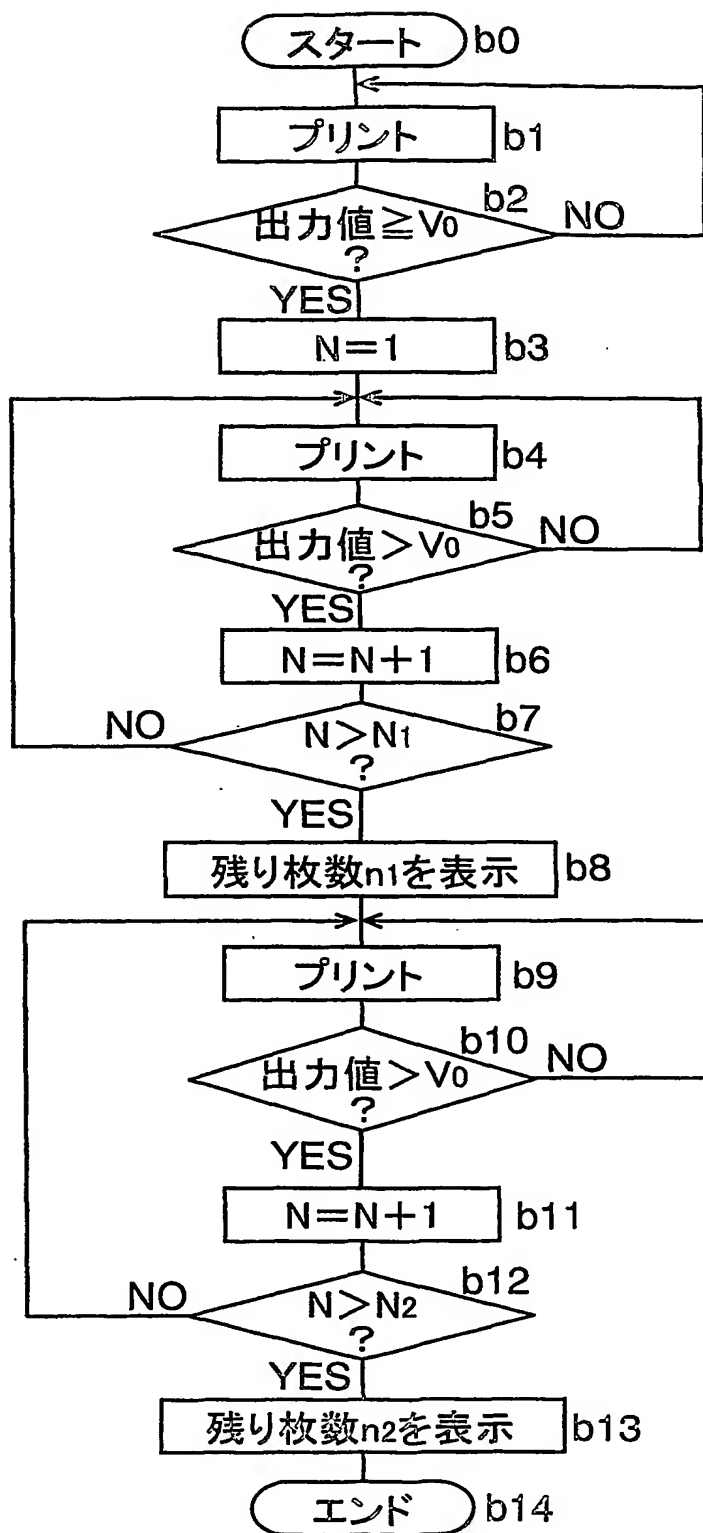 スタート b0
プリント b1
b2
出力値≧V0 NO
?
YES
N=1 b3
プリント b4
b5
出力値>V0 NO
?
YES
N=N+1 b6
b7
NO N>N1
?
YES
残り枚数n1を表示 b8
プリント b9
b10
出力値>V0 NO
?
YES
N=N+1 b11
b12
NO N>N2
?
YES
残り枚数n2を表示 b13
エンド b14